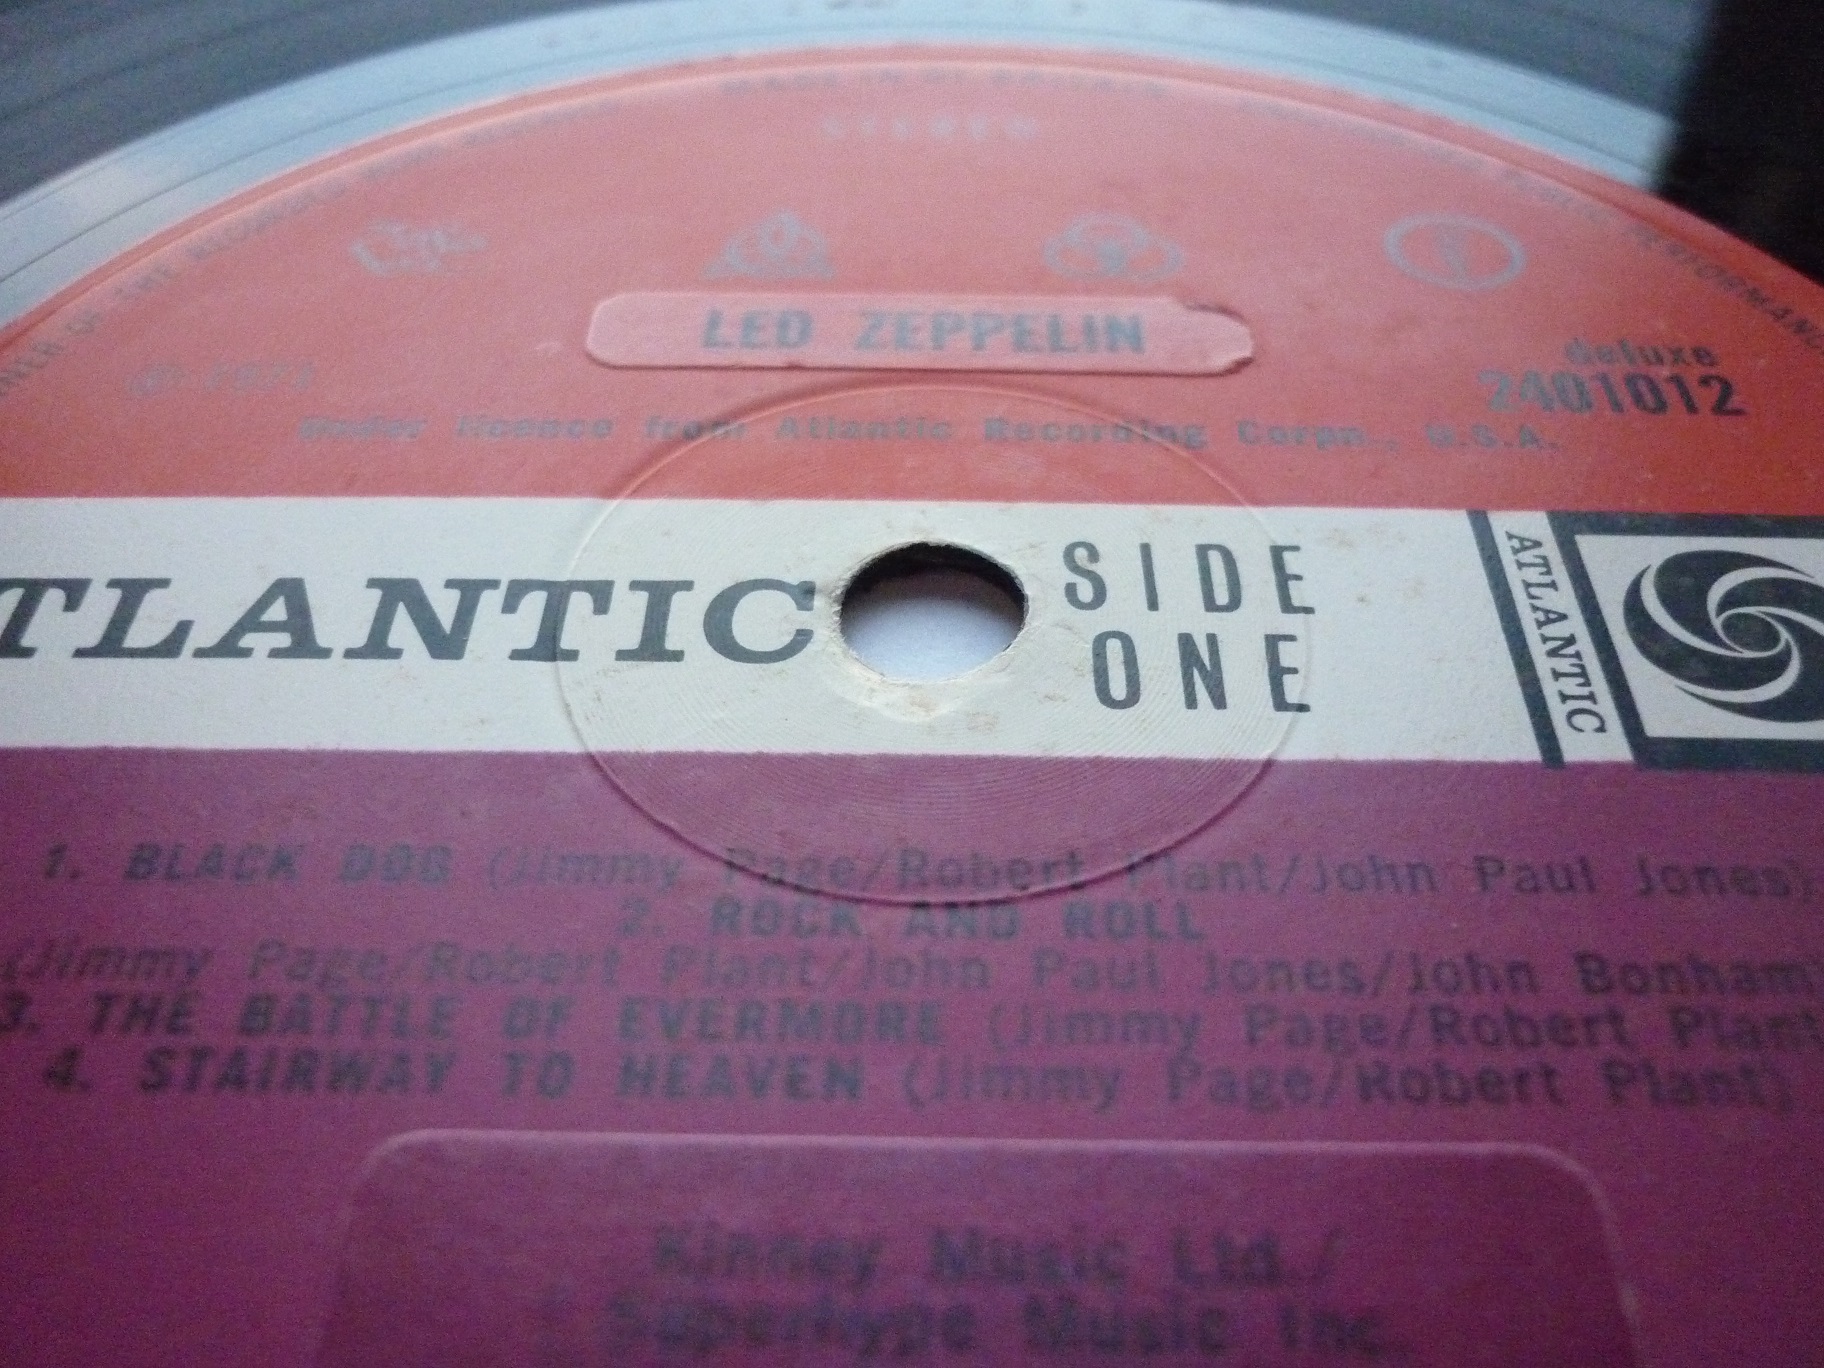 STEREO
LED ZEPPELIN
deluxe
2401012
under licence from Atlantic Recording Corpn., U.S.A.
TLANTIC
SIDE
ONE
ATLANTIC
1. BLACK DOG (Jimmy Page/Robert Plant/John Paul Jones)
2. ROCK AND ROLL
(Jimmy Page/Robert Plant/John Paul Jones/John Bonham)
3. THE BATTLE OF EVERMORE (Jimmy Page/Robert Plant
4. STAIRWAY TO HEAVEN (Jimmy Page/Robert Plant)
Kinney Music Ltd./
Superhype Music Inc.